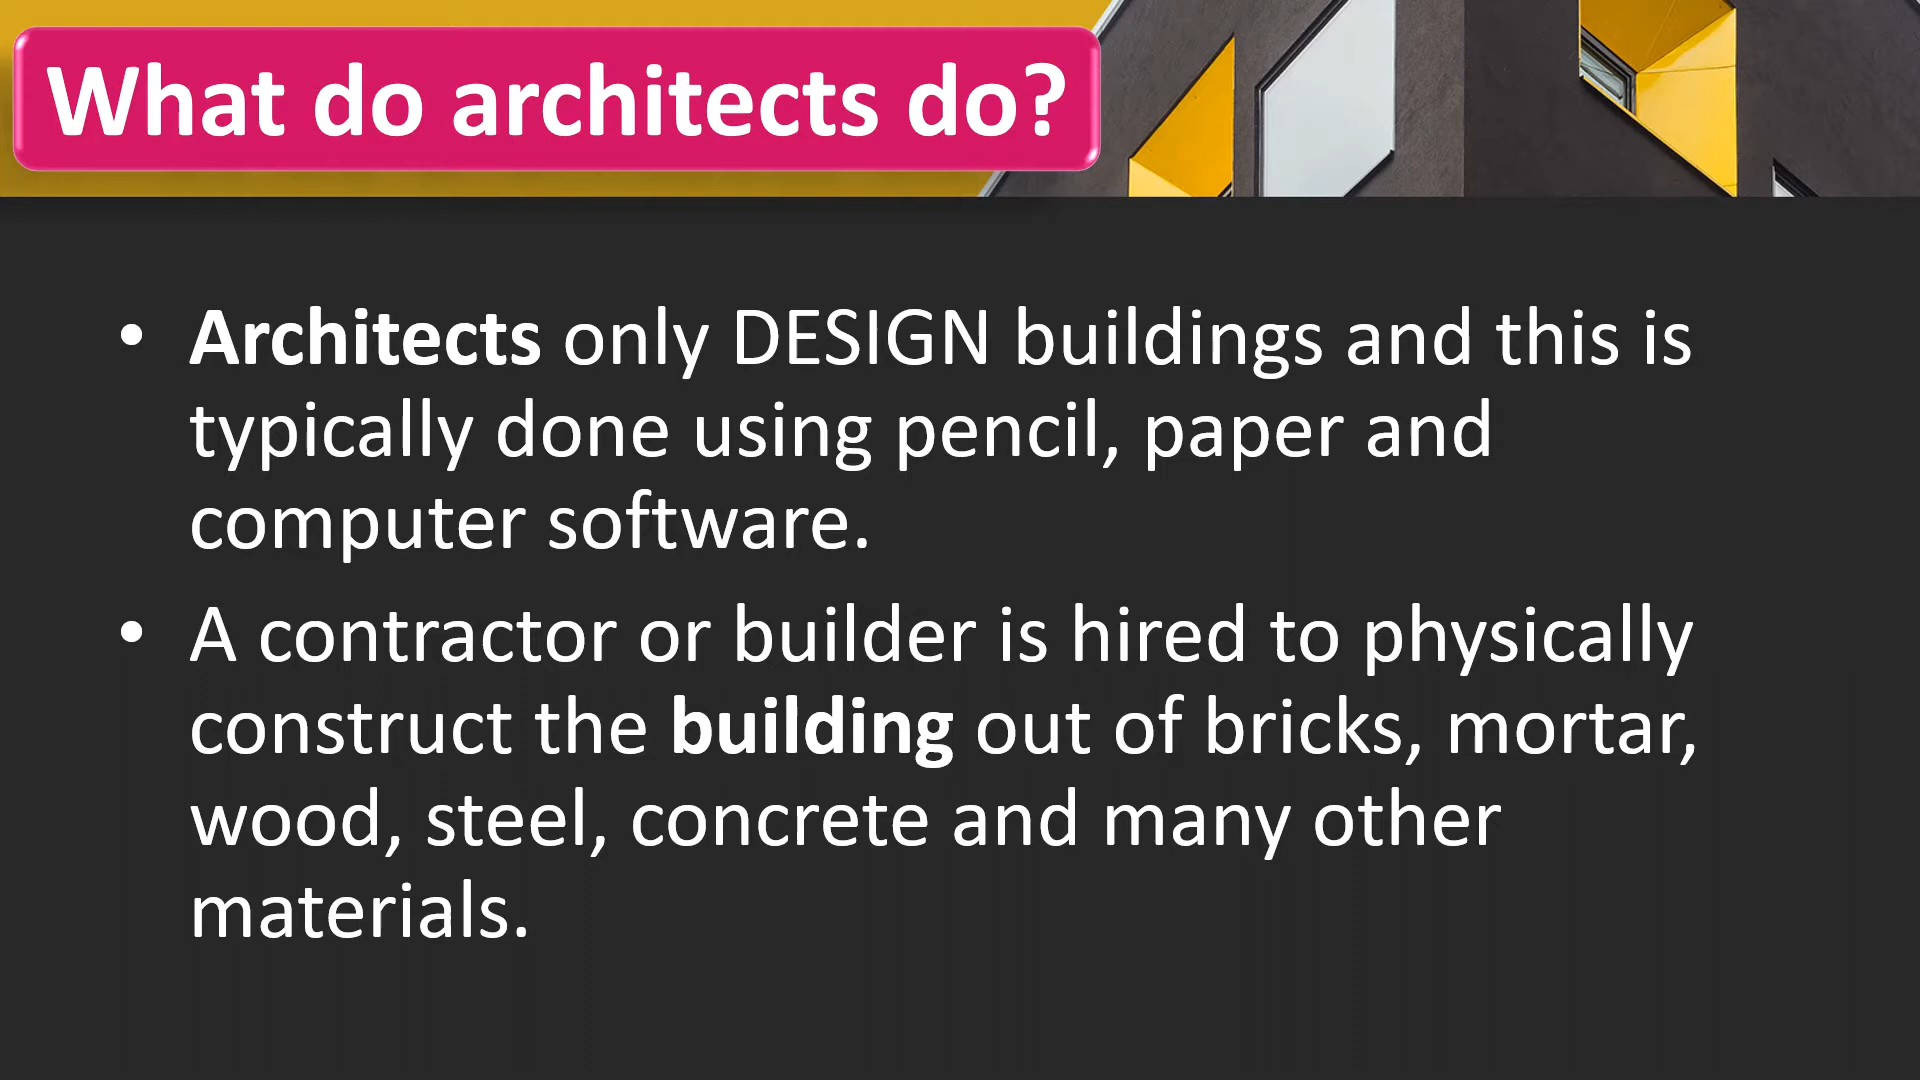 What do architects do?
• Architects only DESIGN buildings and this is
typically done using pencil, paper and
computer software.
• A contractor or builder is hired to physically
construct the building out of bricks, mortar,
wood, steel, concrete and many other
materials.